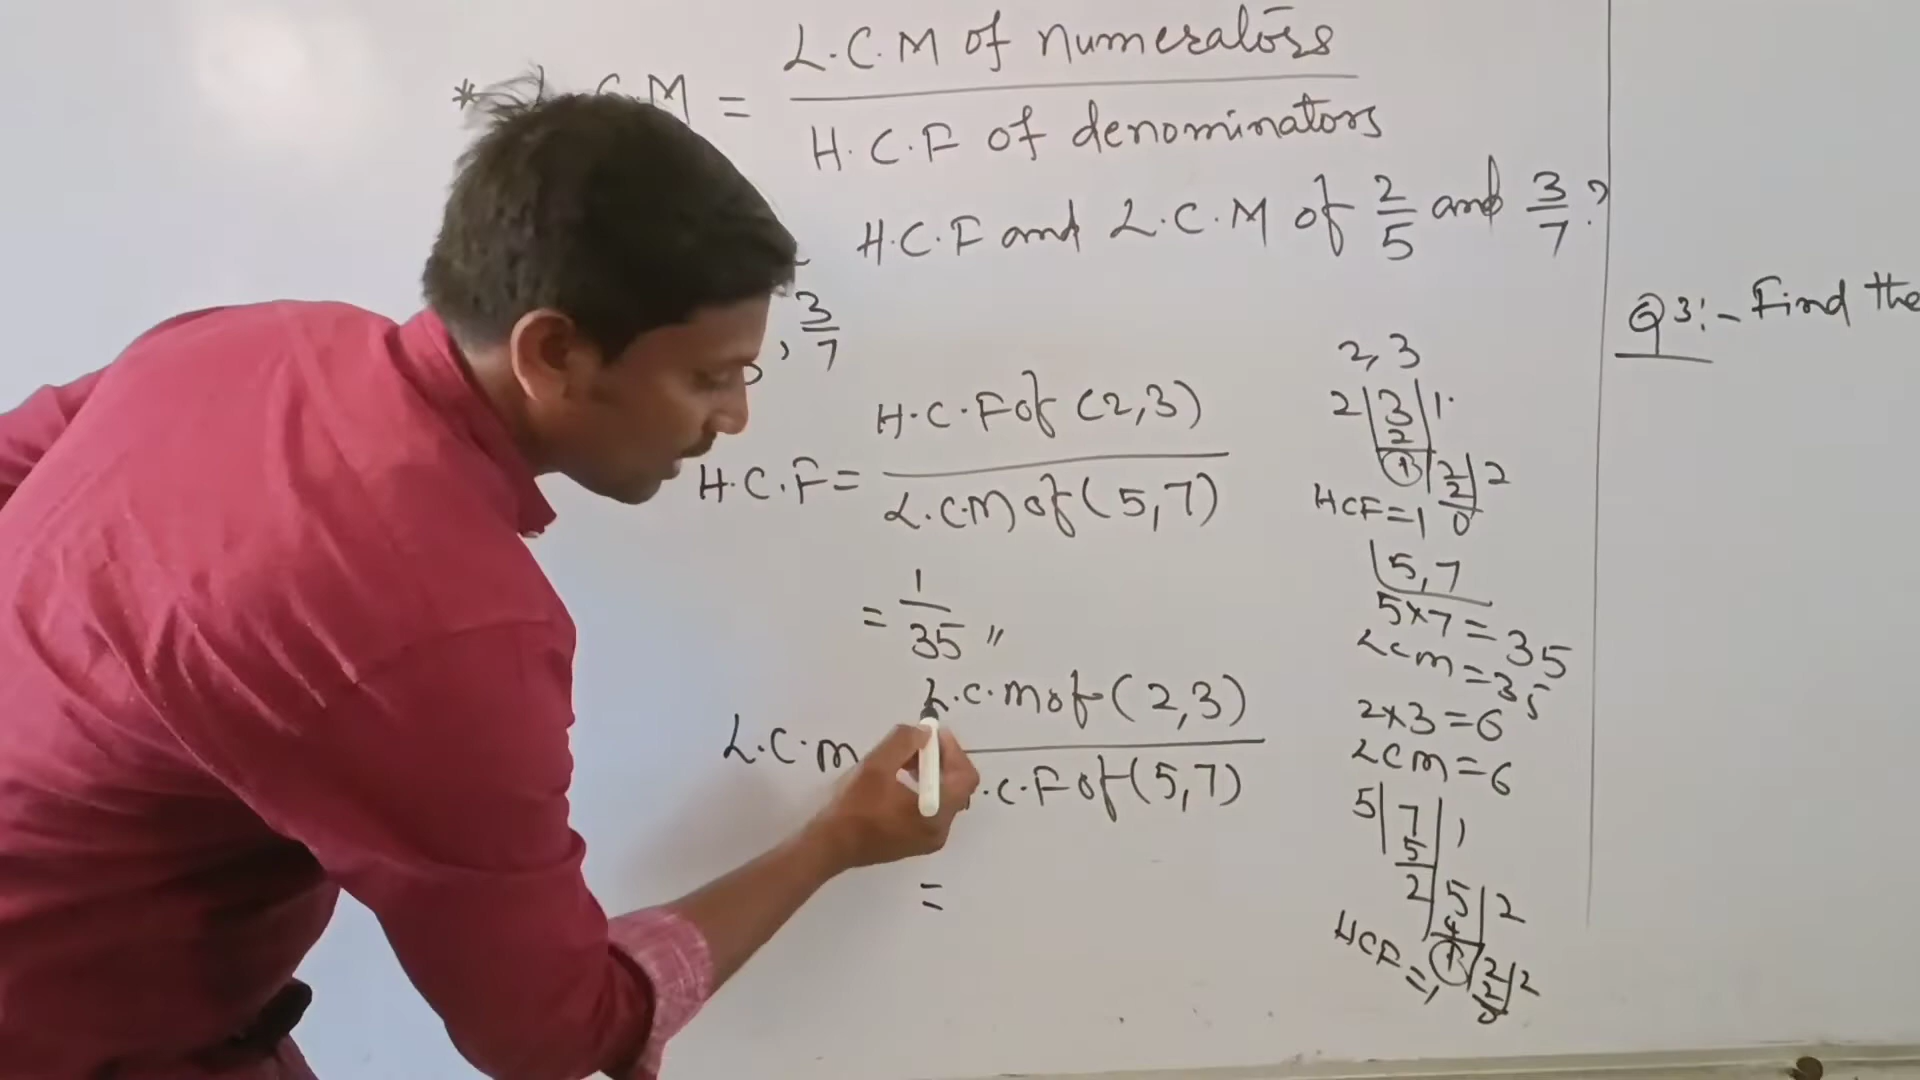 L.C.M of numerators
* L.C.M = 
H.C.F of denominators
H.C.F and L.C.M of 2/5 and 3/7?
, 3/7
H.C.F = H.C.F of (2,3)
L.C.M of (5,7)
= 1/35 〃
L.C.M of (2,3)
L.C.M
.C.F of (5,7)
=
2, 3
2|3|1.
2
1|2|2
2
HCF=1 0
5,7
5×7=35
LCM=35
2×3=6
LCM=6
5|7|1
5
2|5|2
4
HCF=1 1|2|2
2
0
Q3:- Find the